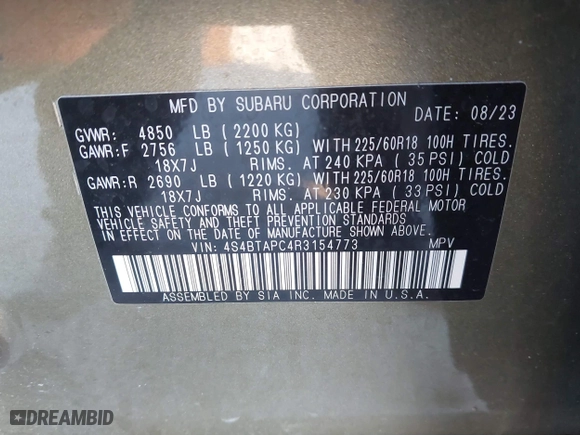 MFD BY SUBARU CORPORATION DATE: 08/23
GVWR: 4850 LB (2200 KG)
GAWR:F 2756 LB (1250 KG) WITH 225/60R18 100H TIRES.
18X7J RIMS. AT 240 KPA (35 PSI) COLD
GAWR:R 2690 LB (1220 KG) WITH 225/60R18 100H TIRES.
18X7J RIMS. AT 230 KPA (33 PSI) COLD
THIS VEHICLE CONFORMS TO ALL APPLICABLE FEDERAL MOTOR
VEHICLE SAFETY AND THEFT PREVENTION STANDARDS
IN EFFECT ON THE DATE OF MANUFACTURE SHOWN ABOVE.
VIN: 4S4BTAPC4R3154773 MPV
ASSEMBLED BY SIA INC. MADE IN U.S.A.
DREAMBID